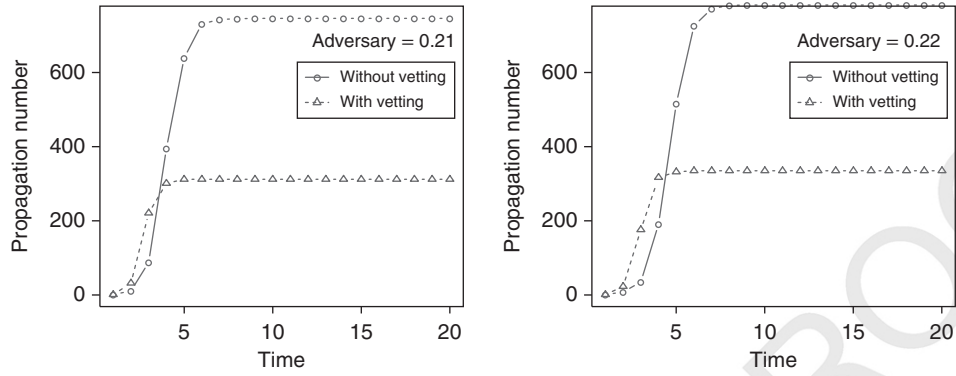 Adversary = 0.21
Without vetting
With vetting
Propagation number
0
200
400
600
5
10
15
20
Time
Adversary = 0.22
Without vetting
With vetting
Propagation number
0
200
400
600
5
10
15
20
Time